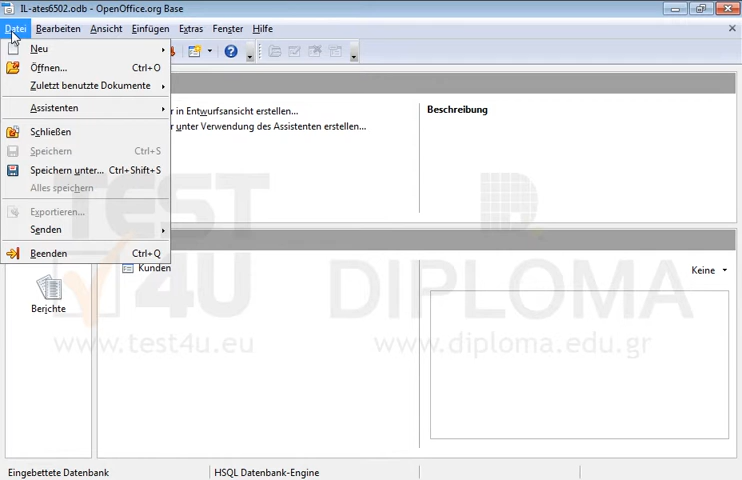 IL-ates6502.odb - OpenOffice.org Base
Datei Bearbeiten Ansicht Einfügen Extras Fenster Hilfe
Neu
Öffnen... Ctrl+O
Zuletzt benutzte Dokumente
Assistenten
Schließen
Speichern Ctrl+S
Speichern unter... Ctrl+Shift+S
Alles speichern
Exportieren...
Senden
Beenden Ctrl+Q
r in Entwurfsansicht erstellen...
r unter Verwendung des Assistenten erstellen...
Beschreibung
Kunden
Keine
Berichte
TEST
4U
DIPLOMA
www.test4u.eu
www.diploma.edu.gr
Eingebettete Datenbank
HSQL Datenbank-Engine